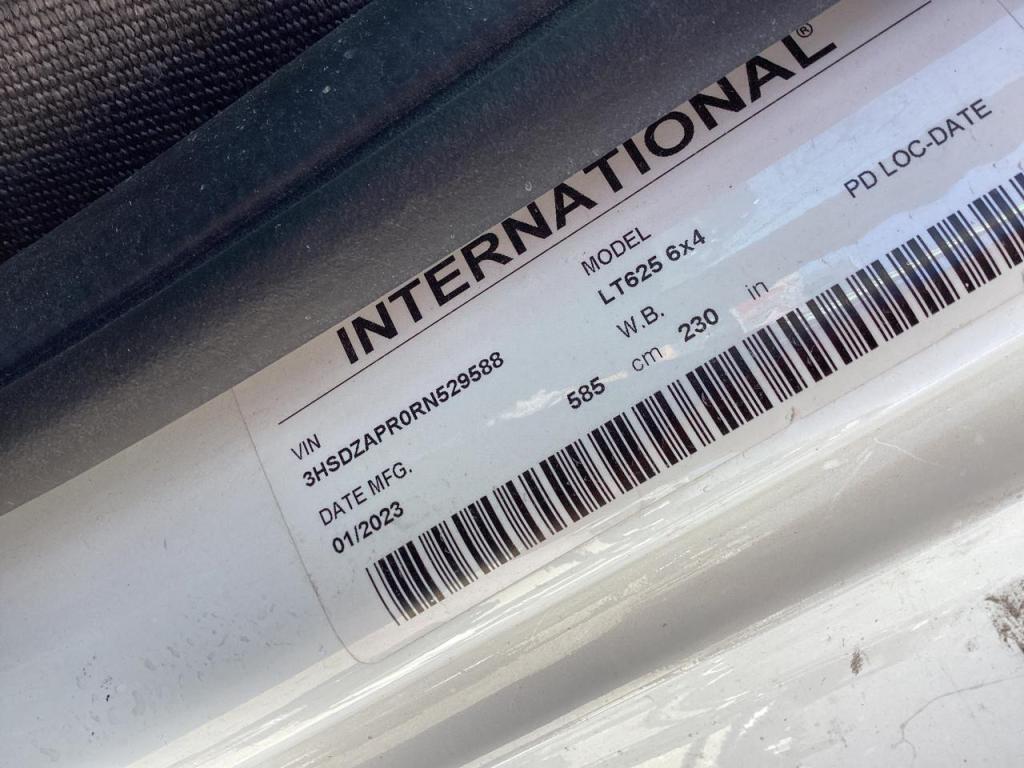 INTERNATIONAL®
VIN
3HSDZAPR0RN529588
MODEL
LT625 6x4
PD LOC-DATE
DATE MFG.
01/2023
W.B.
585 cm 230 in